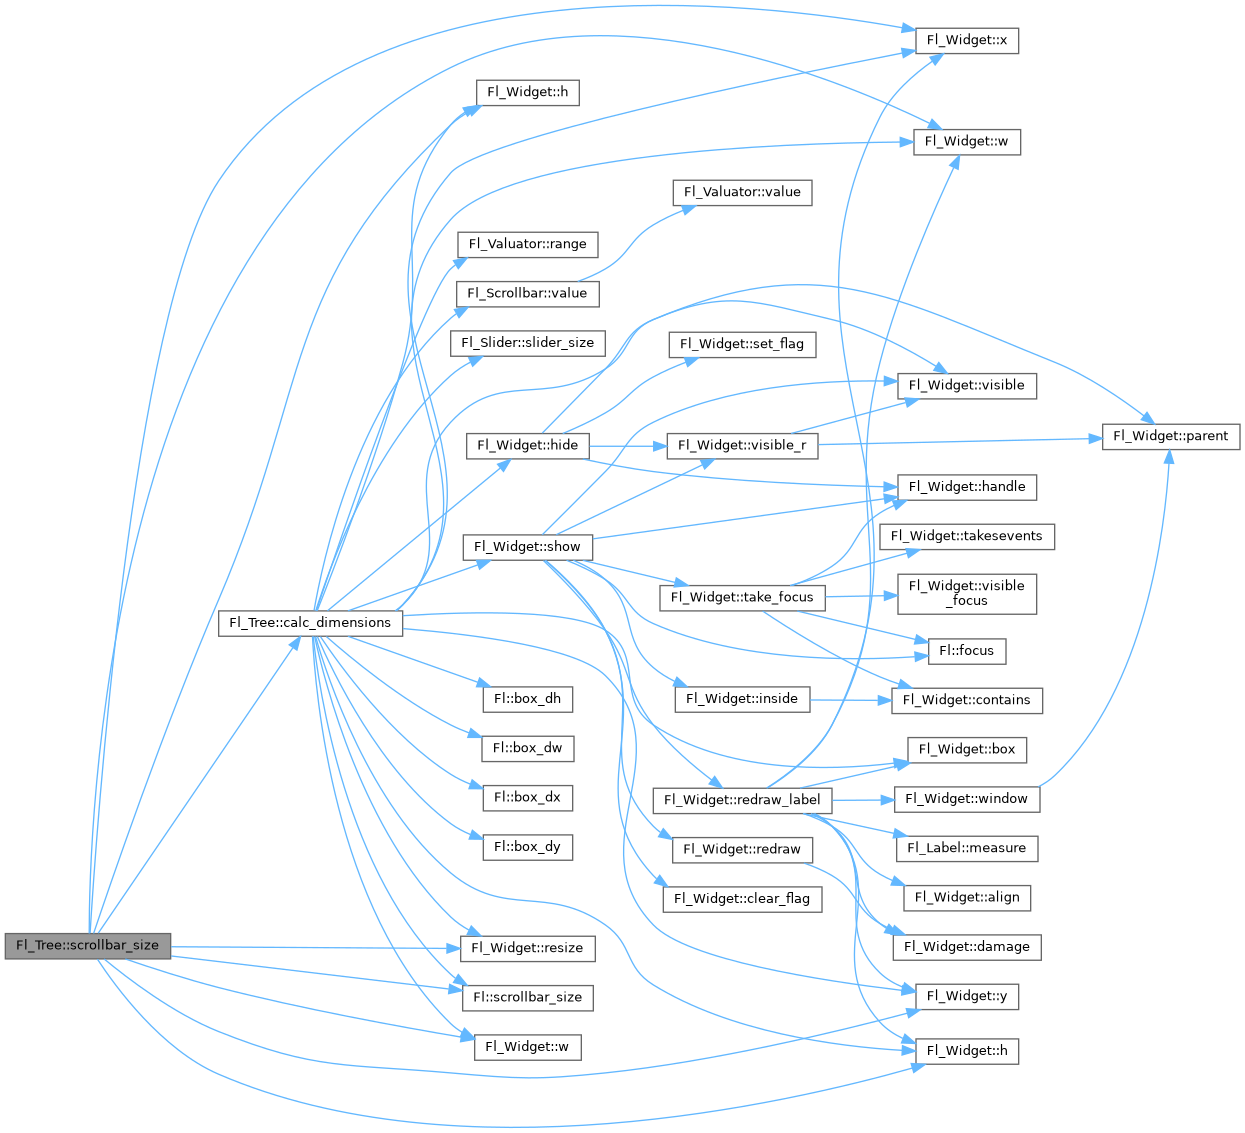 Fl_Widget::x
Fl_Widget::h
Fl_Widget::w
Fl_Valuator::value
Fl_Valuator::range
Fl_Scrollbar::value
Fl_Slider::slider_size
Fl_Widget::set_flag
Fl_Widget::visible
Fl_Widget::parent
Fl_Widget::hide
Fl_Widget::visible_r
Fl_Widget::handle
Fl_Widget::takesevents
Fl_Widget::show
Fl_Widget::visible
_focus
Fl_Widget::take_focus
Fl_Tree::calc_dimensions
Fl::focus
Fl::box_dh
Fl_Widget::inside
Fl_Widget::contains
Fl::box_dw
Fl_Widget::box
Fl::box_dx
Fl_Widget::redraw_label
Fl_Widget::window
Fl::box_dy
Fl_Widget::redraw
Fl_Label::measure
Fl_Widget::clear_flag
Fl_Widget::align
Fl_Tree::scrollbar_size
Fl_Widget::resize
Fl_Widget::damage
Fl::scrollbar_size
Fl_Widget::y
Fl_Widget::w
Fl_Widget::h